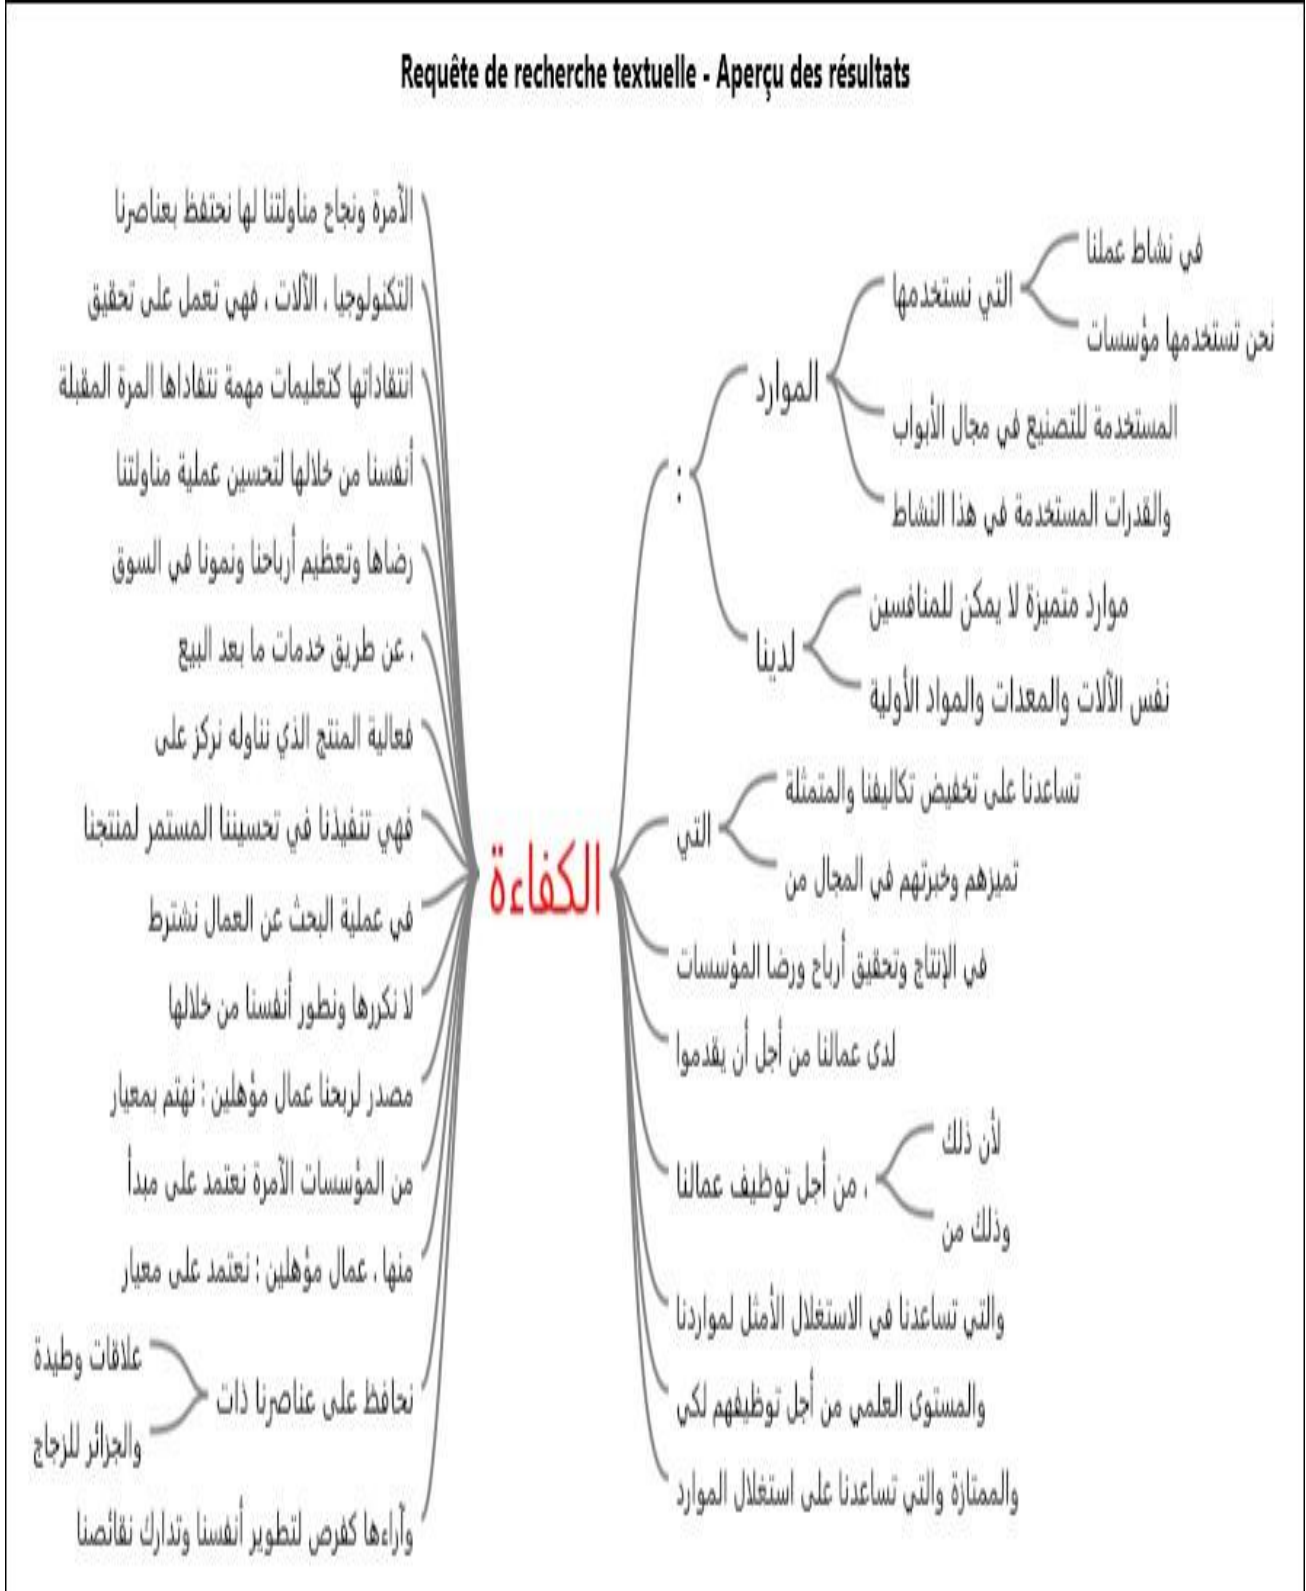 Requête de recherche textuelle - Aperçu des résultats
الآمرة ونجاح مناولتنا لها نحتفظ بعناصرنا
التكنولوجيا ، الآلات ، فهي تعمل على تحقيق
انتقاداتها كتعليمات مهمة نتفاداها المرة المقبلة
أنفسنا من خلالها لتحسين عملية مناولتنا
رضاها وتعظيم أرباحنا ونمونا في السوق
. عن طريق خدمات ما بعد البيع
فعالية المنتج الذي نناوله نركز على
فهي تنفيذنا في تحسيننا المستمر لمنتجنا
في عملية البحث عن العمال نشترط
لا نكررها ونطور أنفسنا من خلالها
مصدر لربحنا عمال مؤهلين : نهتم بمعيار
من المؤسسات الآمرة نعتمد على مبدأ
منها . عمال مؤهلين : نعتمد على معيار
علاقات وطيدة
والجزائر للزجاج
نحافظ على عناصرنا ذات
وآراءها كفرص لتطوير أنفسنا وتدارك نقائصنا
الكفاءة
:
الموارد
التي نستخدمها
في نشاط عملنا
نحن تستخدمها مؤسسات
المستخدمة للتصنيع في مجال الأبواب
والقدرات المستخدمة في هذا النشاط
لدينا
موارد متميزة لا يمكن للمنافسين
نفس الآلات والمعدات والمواد الأولية
التي
تساعدنا على تخفيض تكاليفنا والمتمثلة
تميزهم وخبرتهم في المجال من
في الإنتاج وتحقيق أرباح ورضا المؤسسات
لدى عمالنا من أجل أن يقدموا
، من أجل توظيف عمالنا
لأن ذلك
وذلك من
والتي تساعدنا في الاستغلال الأمثل لمواردنا
والمستوى العلمي من أجل توظيفهم لكي
والممتازة والتي تساعدنا على استغلال الموارد